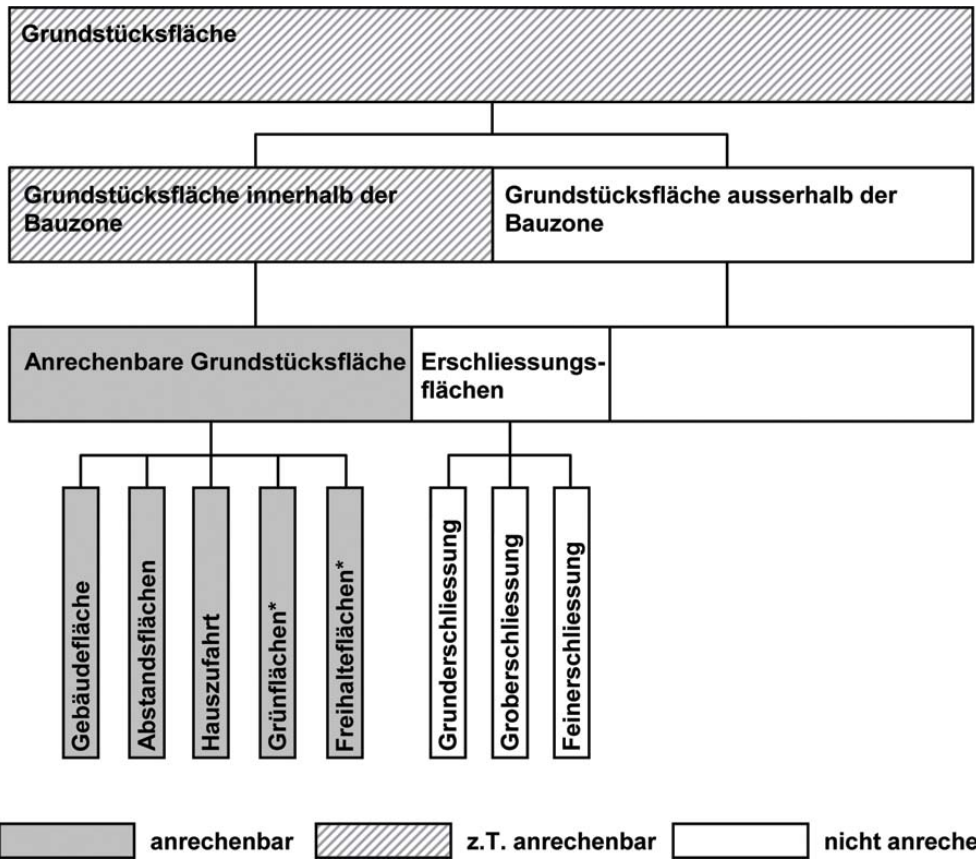 Grundstücksfläche
Grundstücksfläche innerhalb der
Bauzone
Grundstücksfläche ausserhalb der
Bauzone
Anrechenbare Grundstücksfläche
Erschliessungs-
flächen
Gebäudefläche
Abstandsflächen
Hauszufahrt
Grünflächen*
Freihalteflächen*
Grunderschliessung
Groberschliessung
Feinerschliessung
anrechenbar
z.T. anrechenbar
nicht anreche